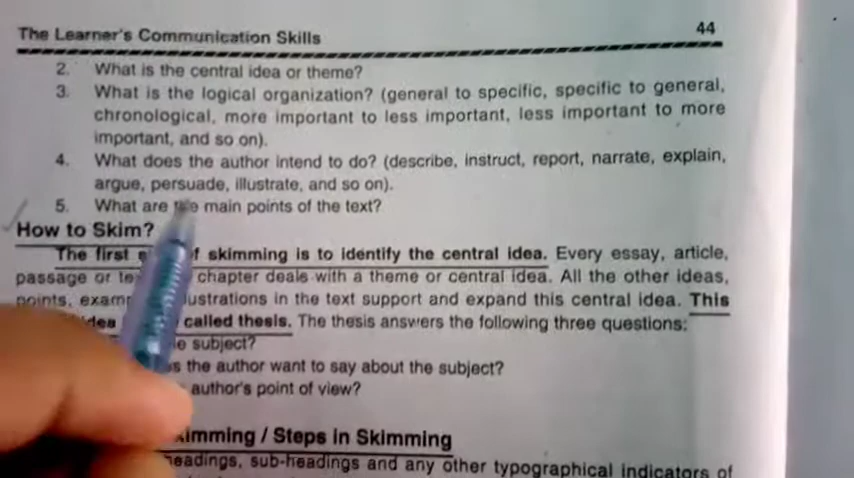 The Learner's Communication Skills 44
2. What is the central idea or theme?
3. What is the logical organization? (general to specific, specific to general,
chronological, more important to less important, less important to more
important, and so on).
4. What does the author intend to do? (describe, instruct, report, narrate, explain,
argue, persuade, illustrate, and so on).
5. What are the main points of the text?
How to Skim?
The first of skimming is to identify the central idea. Every essay, article,
passage or chapter deals with a theme or central idea. All the other ideas,
points, in the text support and expand this central idea. This
called thesis. The thesis answers the following three questions:
subject?
the author want to say about the subject?
author's point of view?
/ Steps in Skimming
headings, sub-headings and any other typographical indicators of